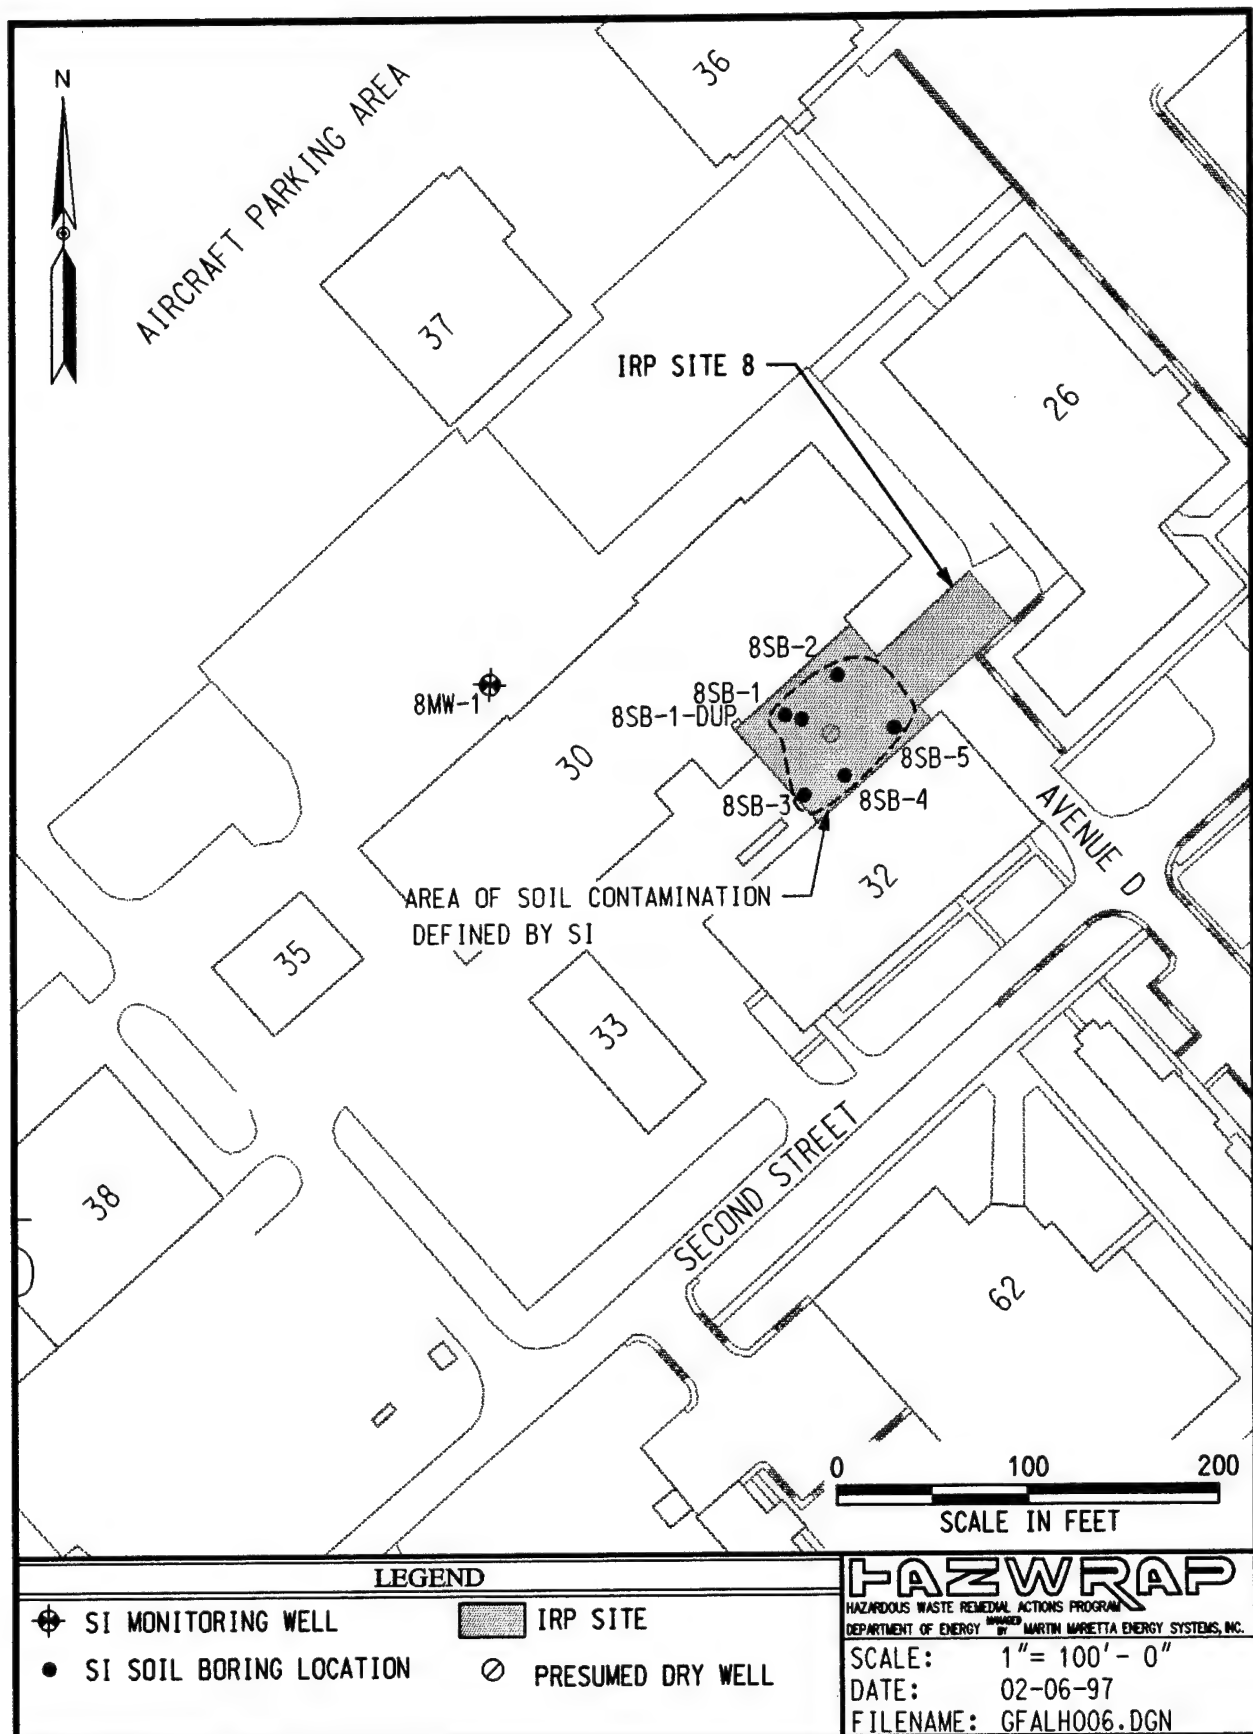 N
AIRCRAFT PARKING AREA
36
37
IRP SITE 8
26
8SB-2
8SB-1
8SB-1-DUP
8MW-1
30
8SB-5
8SB-3
8SB-4
AVENUE D
32
AREA OF SOIL CONTAMINATION
DEFINED BY SI
35
33
SECOND STREET
38
62
0 100 200
SCALE IN FEET
LEGEND
SI MONITORING WELL
IRP SITE
SI SOIL BORING LOCATION
PRESUMED DRY WELL
HAZWRAP
HAZARDOUS WASTE REMEDIAL ACTIONS PROGRAM
DEPARTMENT OF ENERGY MANAGED BY MARTIN MARIETTA ENERGY SYSTEMS, INC.
SCALE: 1"= 100' - 0"
DATE: 02-06-97
FILENAME: GFALH006.DGN